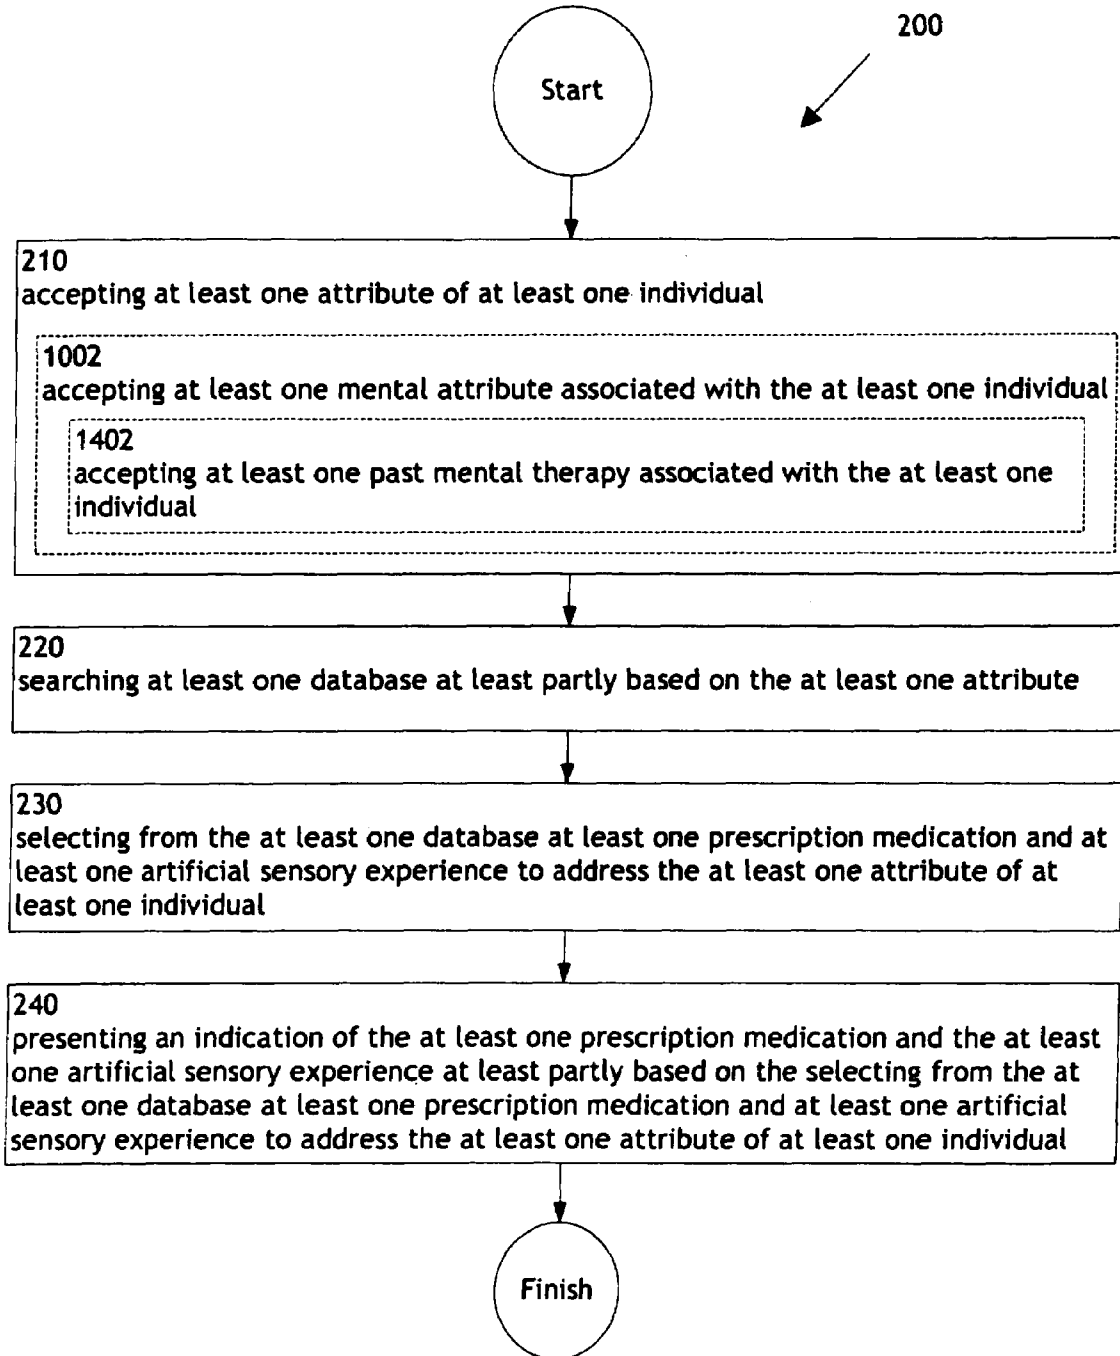 200
Start
210
accepting at least one attribute of at least one individual
1002
accepting at least one mental attribute associated with the at least one individual
1402
accepting at least one past mental therapy associated with the at least one
individual
220
searching at least one database at least partly based on the at least one attribute
230
selecting from the at least one database at least one prescription medication and at
least one artificial sensory experience to address the at least one attribute of at
least one individual
240
presenting an indication of the at least one prescription medication and the at least
one artificial sensory experience at least partly based on the selecting from the at
least one database at least one prescription medication and at least one artificial
sensory experience to address the at least one attribute of at least one individual
Finish